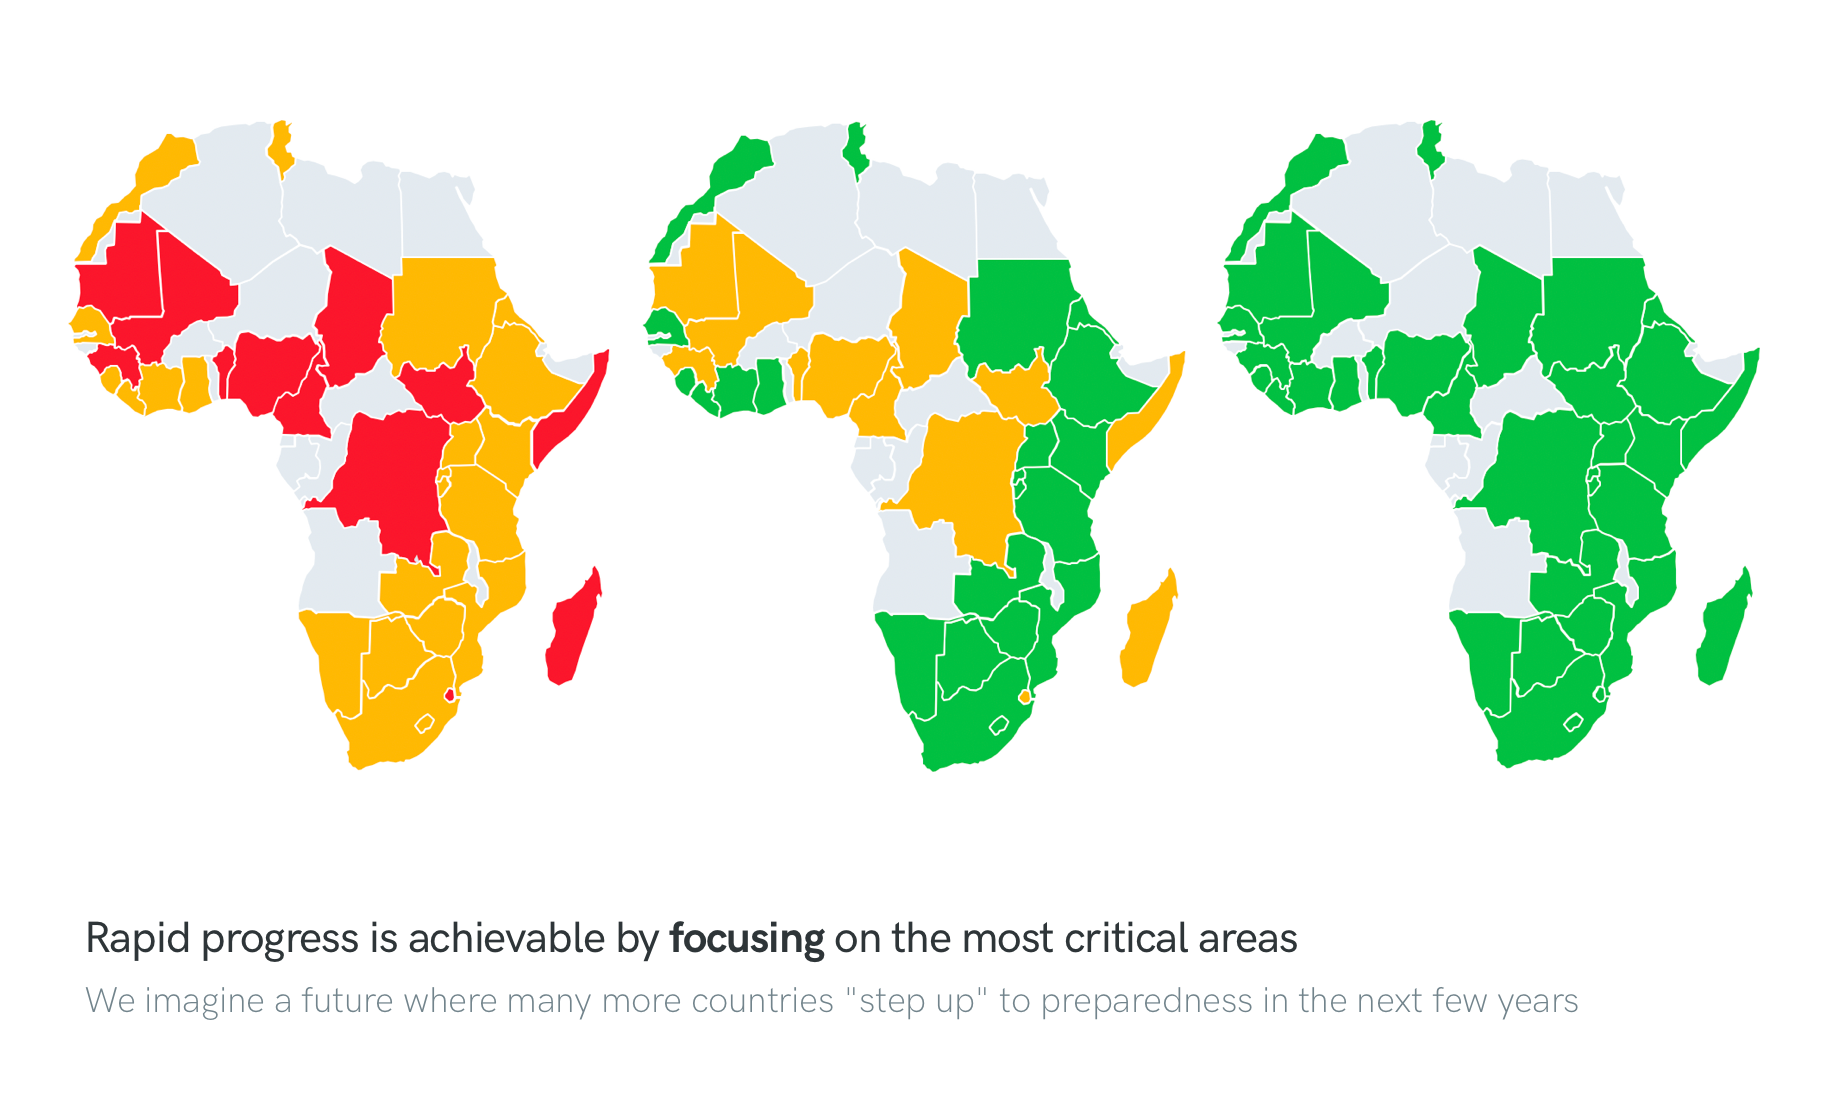 Rapid progress is achievable by focusing on the most critical areas
We imagine a future where many more countries "step up" to preparedness in the next few years